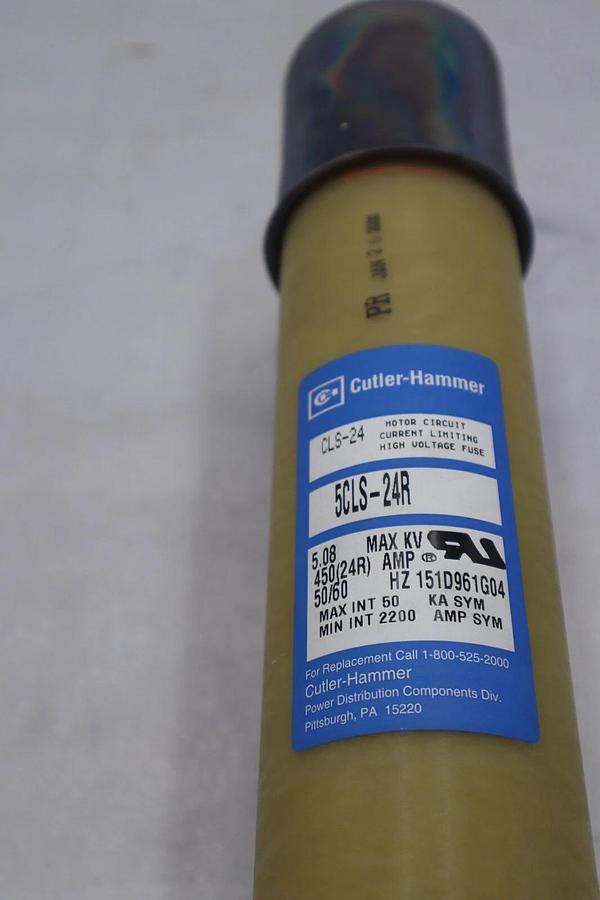 PR JAN 2
Cutler-Hammer
CLS-24
MOTOR CIRCUIT
CURRENT LIMITING
HIGH VOLTAGE FUSE
5CLS-24R
5.08 MAX KV
450(24R) AMP ®
50/60 HZ 151D961G04
MAX INT 50 KA SYM
MIN INT 2200 AMP SYM
For Replacement Call 1-800-525-2000
Cutler-Hammer
Power Distribution Components Div.
Pittsburgh, PA 15220